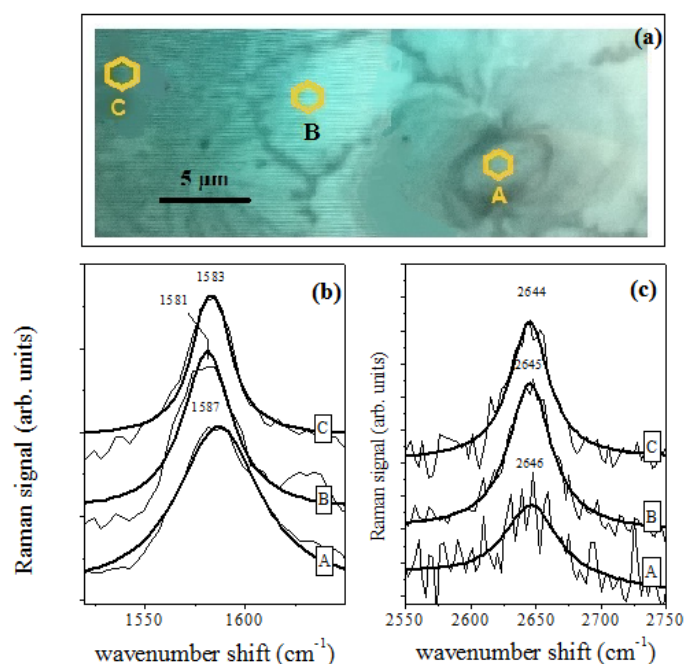 (a)
C
B
A
5 µm
(b)
1583
1581
1587
C
B
A
Raman signal (arb. units)
1550
1600
wavenumber shift (cm⁻¹)
(c)
2644
2645
2646
C
B
A
Raman signal (arb. units)
2550
2600
2650
2700
2750
wavenumber shift (cm⁻¹)